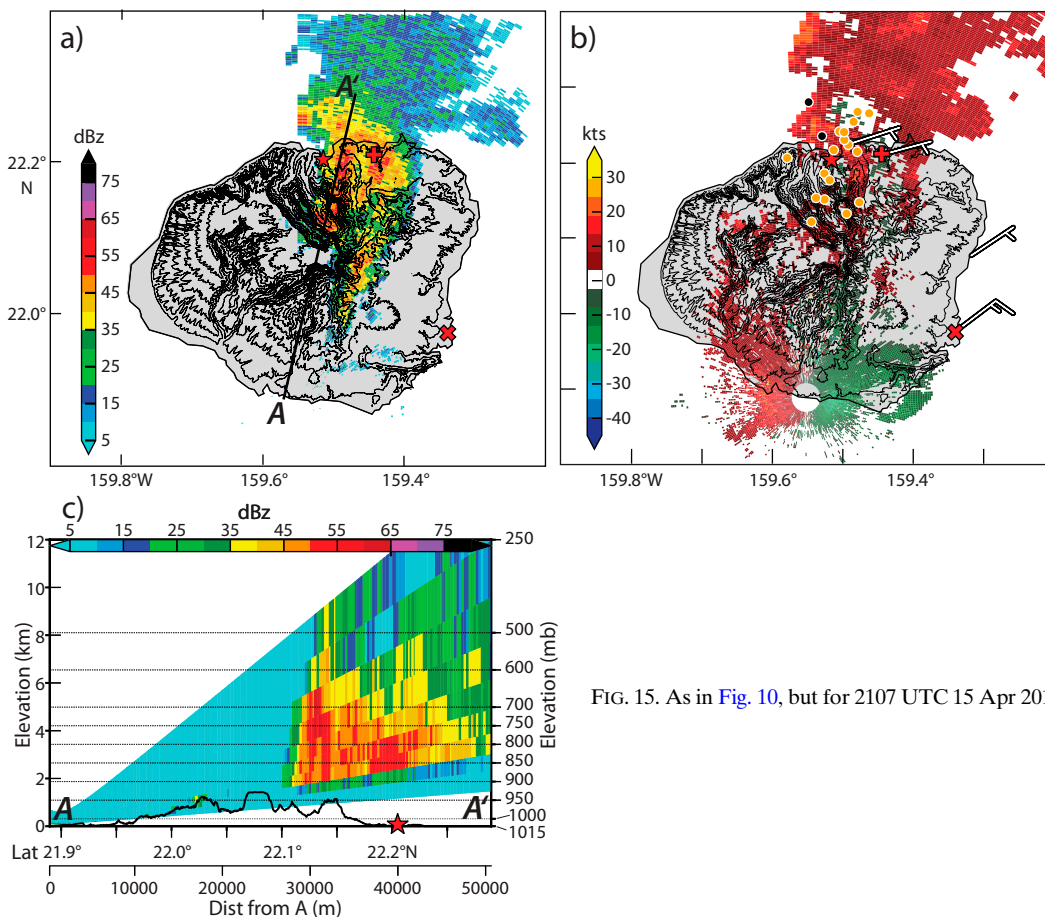 a)
A'
A
dBz
75
65
55
45
35
25
15
5
22.2°
N
22.0°
159.8°W
159.6°
159.4°
b)
kts
30
20
10
0
-10
-20
-30
-40
159.8°W
159.6°
159.4°
c)
dBz
5 15 25 35 45 55 65 75
12
10
8
6
4
2
0
Elevation (km)
250
500
600
700
750
800
850
900
950
1000
1015
Elevation (mb)
A
A'
Lat 21.9° 22.0° 22.1° 22.2°N
0 10000 20000 30000 40000 50000
Dist from A (m)
FIG. 15. As in Fig. 10, but for 2107 UTC 15 Apr 201